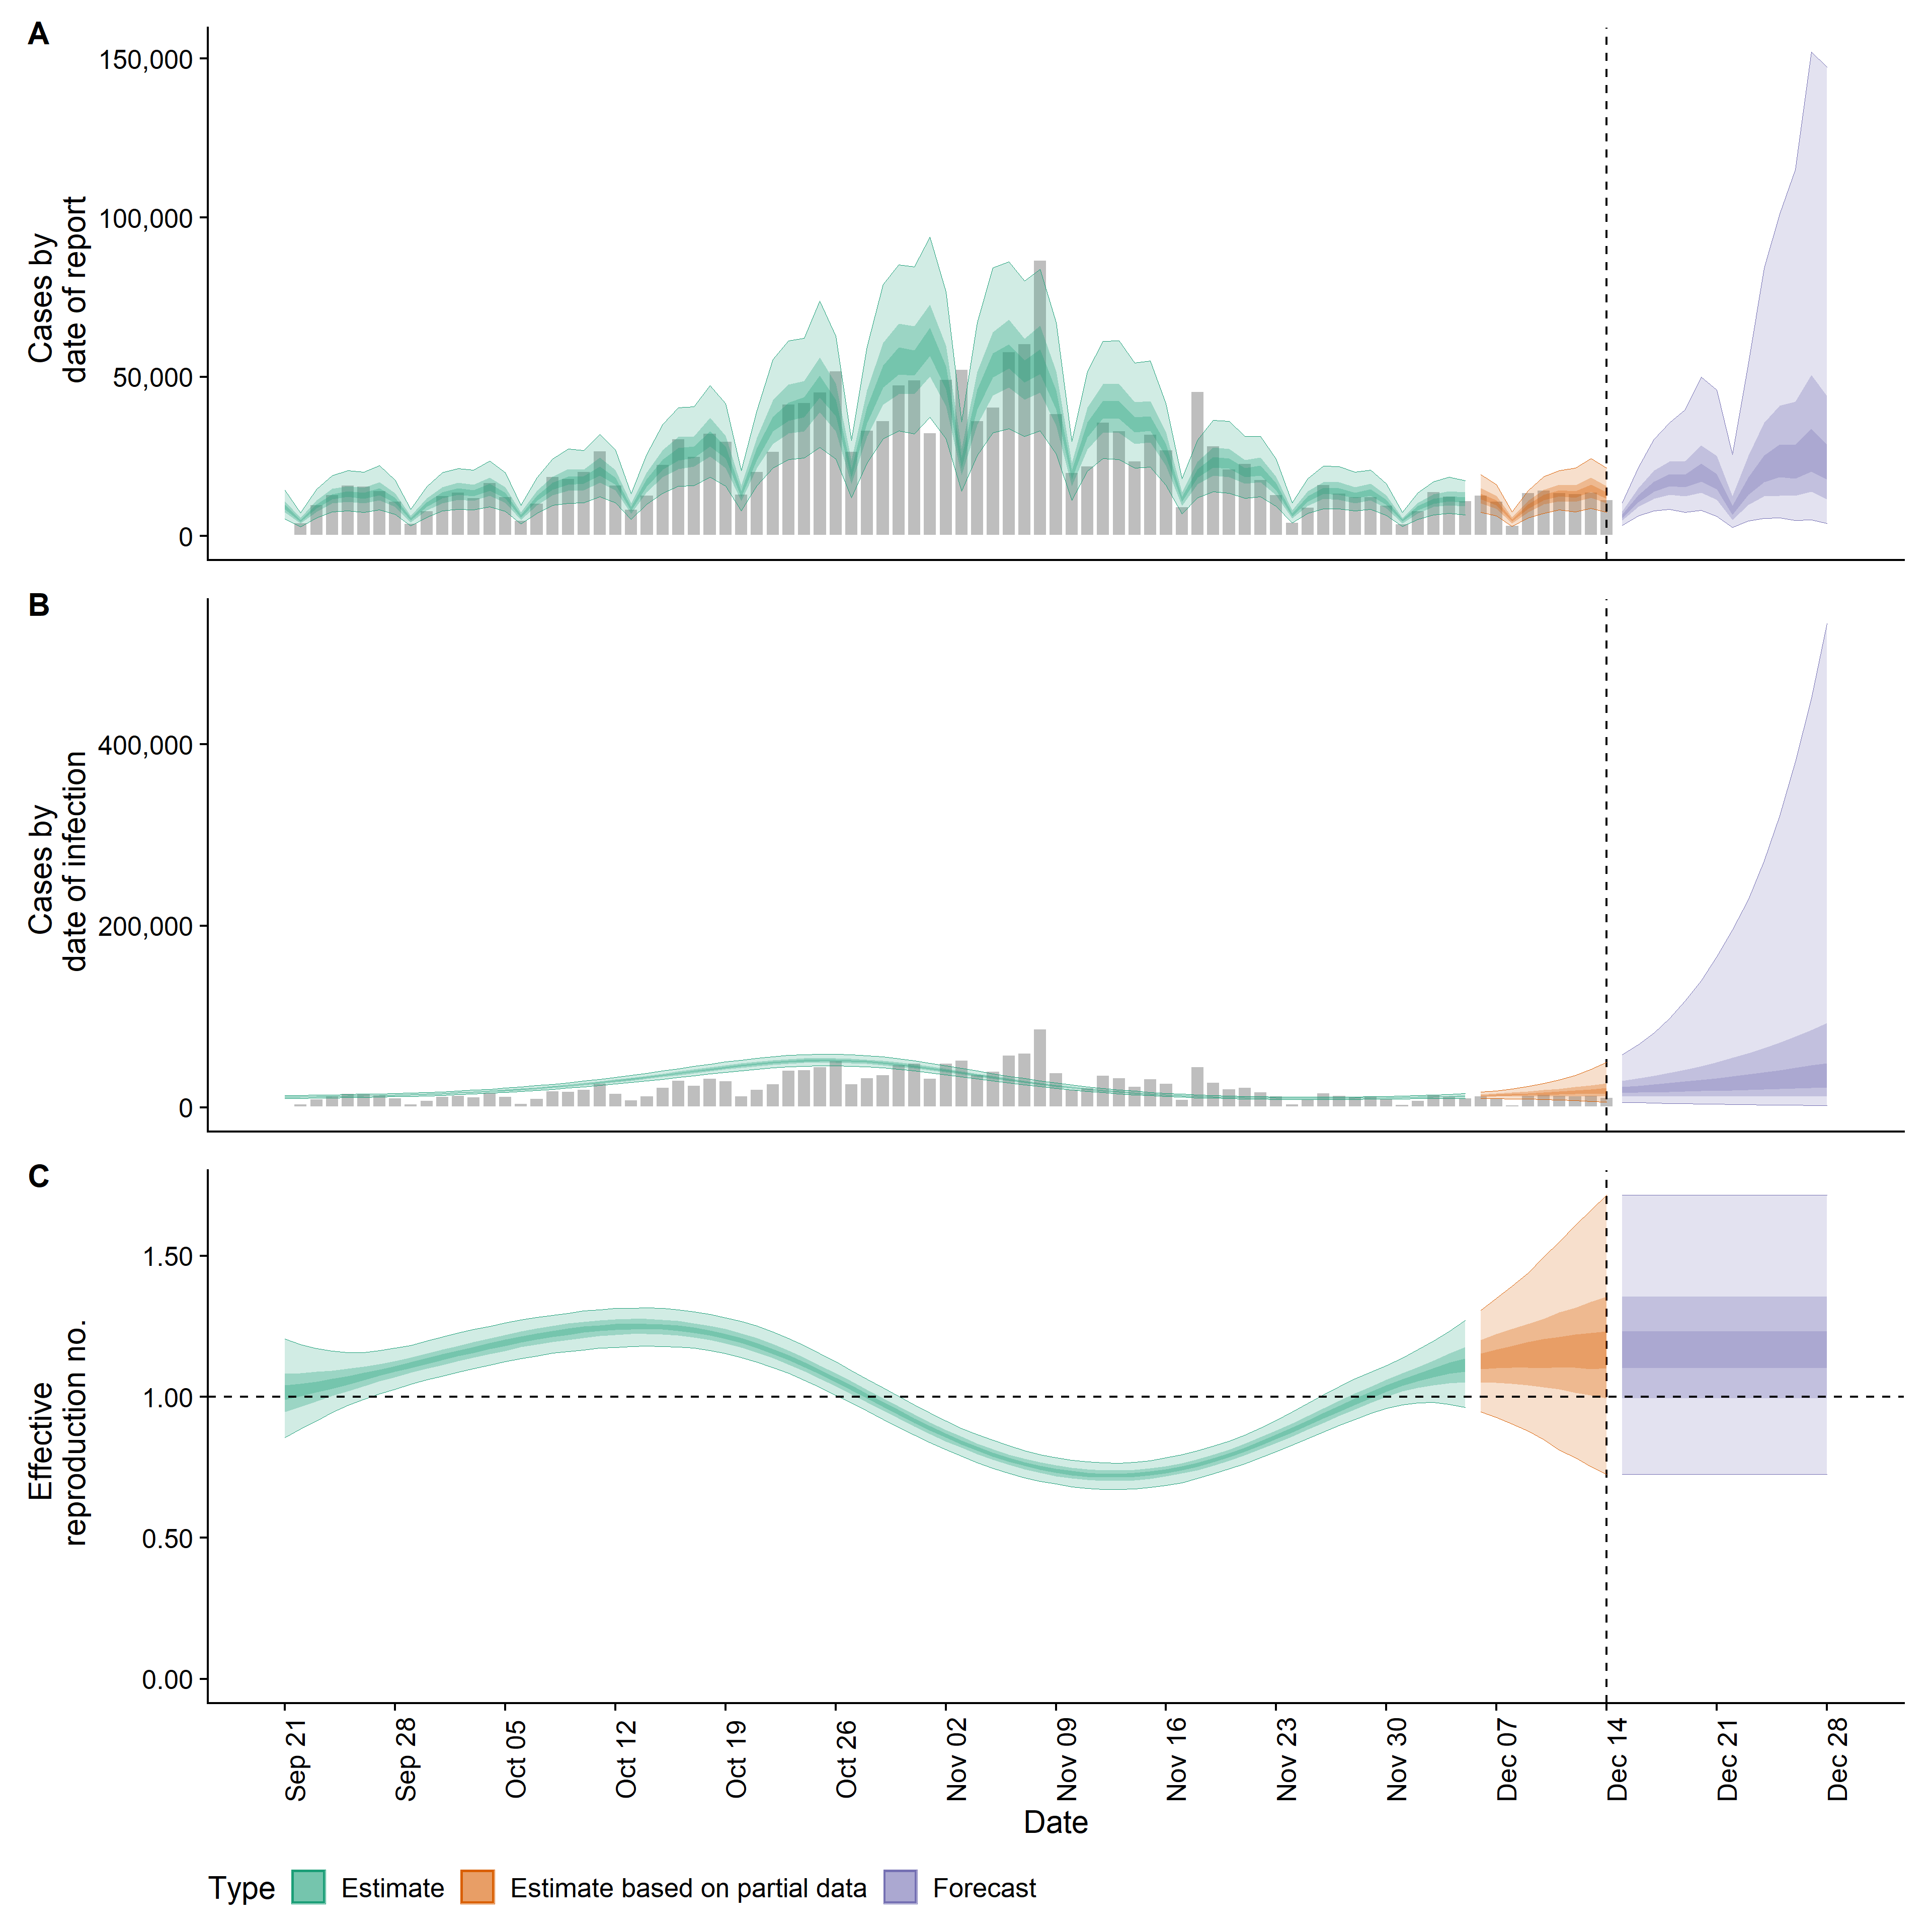 A
Cases by
date of report
150,000
100,000
50,000
0
B
Cases by
date of infection
400,000
200,000
0
C
Effective
reproduction no.
1.50
1.00
0.50
0.00
Sep 21
Sep 28
Oct 05
Oct 12
Oct 19
Oct 26
Nov 02
Nov 09
Nov 16
Nov 23
Nov 30
Dec 07
Dec 14
Dec 21
Dec 28
Date
Type Estimate Estimate based on partial data Forecast